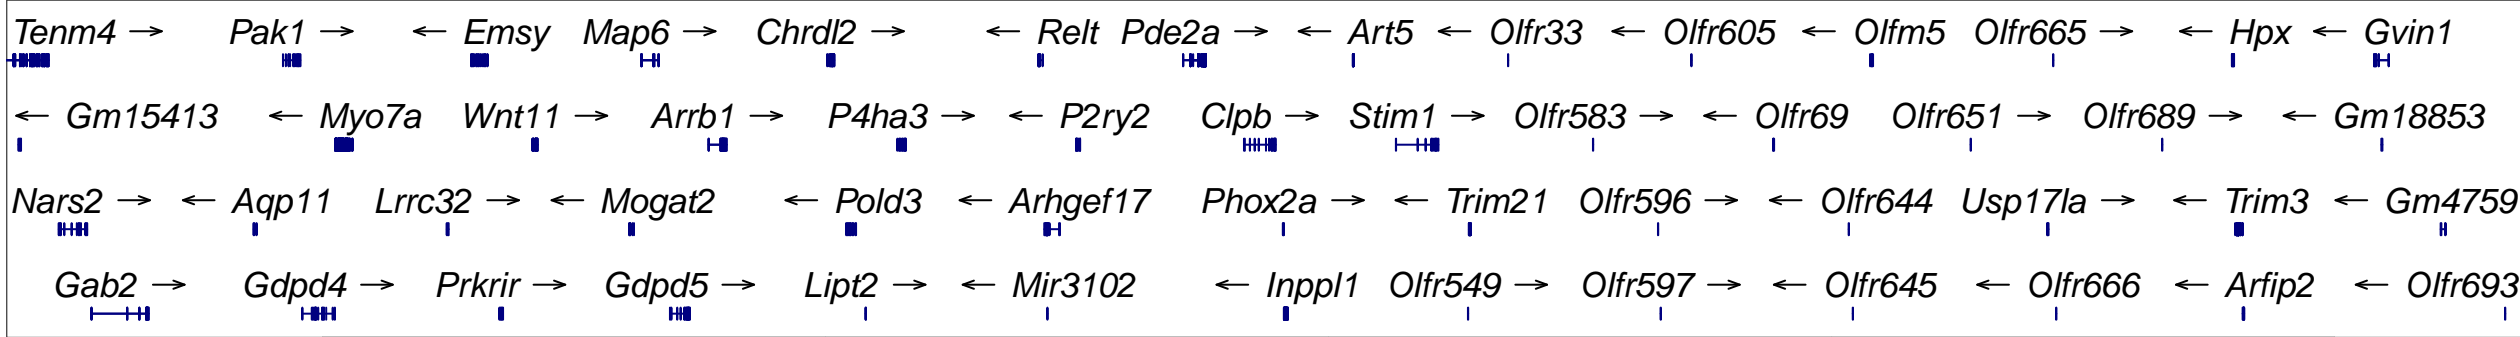 Tenm4 → Pak1 → ← Emsy Map6 → Chrdl2 → ← Relt Pde2a → ← Art5 ← Olfr33 ← Olfr605 ← Olfm5 Olfr665 → ← Hpx ← Gvin1
← Gm15413 ← Myo7a Wnt11 → Arrb1 → P4ha3 → ← P2ry2 Clpb → Stim1 → Olfr583 → ← Olfr69 Olfr651 → Olfr689 → ← Gm18853
Nars2 → ← Aqp11 Lrrc32 → ← Mogat2 ← Pold3 ← Arhgef17 Phox2a → ← Trim21 Olfr596 → ← Olfr644 Usp17la → ← Trim3 ← Gm4759
Gab2 → Gdpd4 → Prkrir → Gdpd5 → Lipt2 → ← Mir3102 ← Inppl1 Olfr549 → Olfr597 → ← Olfr645 ← Olfr666 ← Arfip2 ← Olfr693